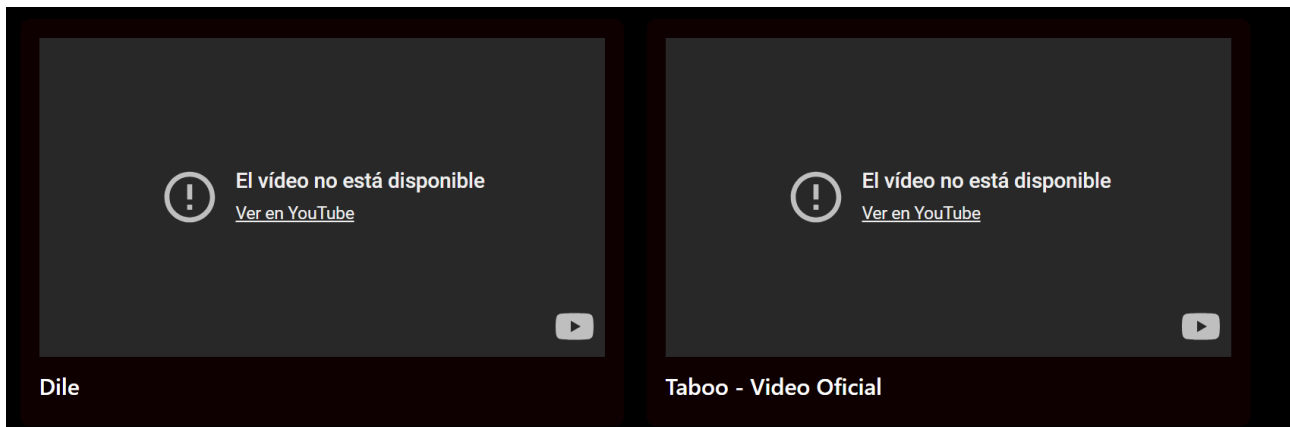 El vídeo no está disponible
Ver en YouTube
Dile
El vídeo no está disponible
Ver en YouTube
Taboo - Video Oficial